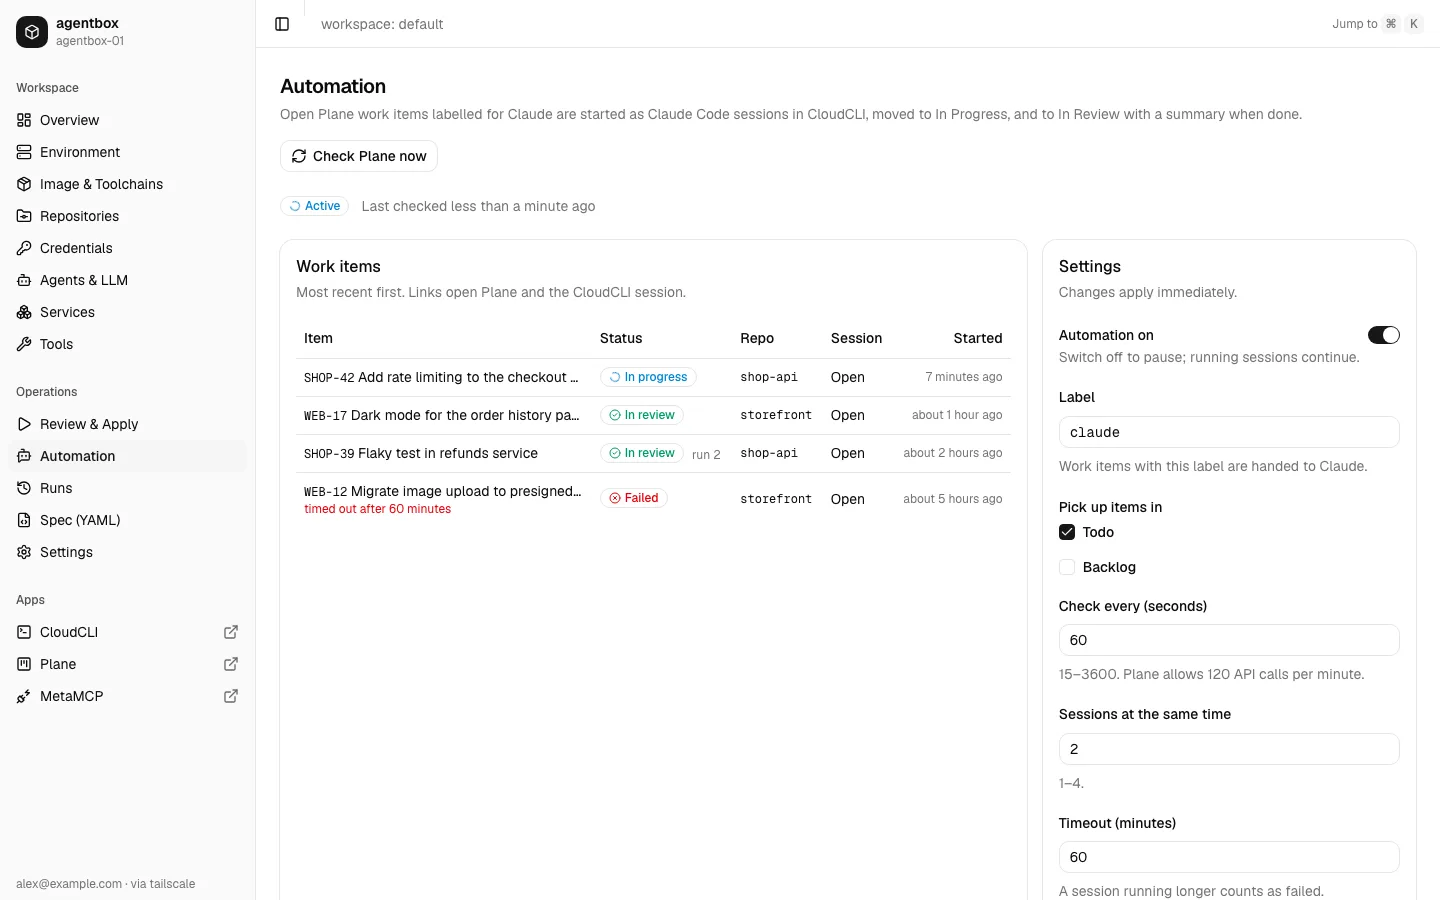 agentbox
agentbox-01
Workspace
Overview
Environment
Image & Toolchains
Repositories
Credentials
Agents & LLM
Services
Tools
Operations
Review & Apply
Automation
Runs
Spec (YAML)
Settings
Apps
CloudCLI
Plane
MetaMCP
alex@example.com · via tailscale
workspace: default
Jump to ⌘ K
Automation
Open Plane work items labelled for Claude are started as Claude Code sessions in CloudCLI, moved to In Progress, and to In Review with a summary when done.
Check Plane now
Active Last checked less than a minute ago
Work items
Most recent first. Links open Plane and the CloudCLI session.
Item Status Repo Session Started
SHOP-42 Add rate limiting to the checkout … In progress shop-api Open 7 minutes ago
WEB-17 Dark mode for the order history pa… In review storefront Open about 1 hour ago
SHOP-39 Flaky test in refunds service In review run 2 shop-api Open about 2 hours ago
WEB-12 Migrate image upload to presigned… Failed storefront Open about 5 hours ago
timed out after 60 minutes
Settings
Changes apply immediately.
Automation on
Switch off to pause; running sessions continue.
Label
claude
Work items with this label are handed to Claude.
Pick up items in
Todo
Backlog
Check every (seconds)
60
15–3600. Plane allows 120 API calls per minute.
Sessions at the same time
2
1–4.
Timeout (minutes)
60
A session running longer counts as failed.